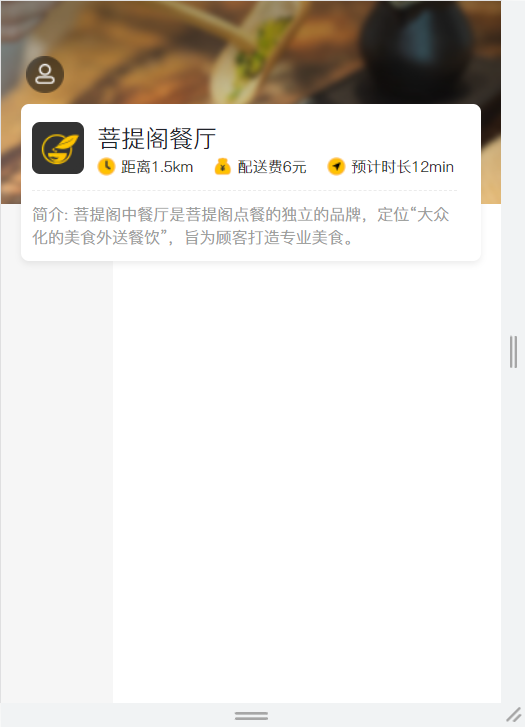 菩提阁餐厅
距离1.5km 配送费6元 预计时长12min
简介: 菩提阁中餐厅是菩提阁点餐的独立的品牌，定位“大众
化的美食外送餐饮”，旨为顾客打造专业美食。